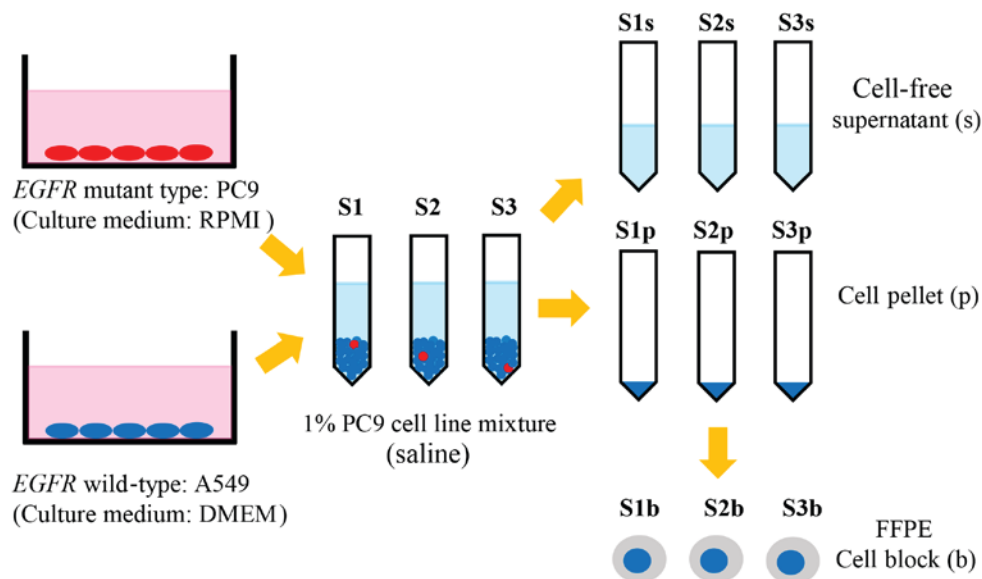 EGFR mutant type: PC9
(Culture medium: RPMI )
EGFR wild-type: A549
(Culture medium: DMEM)
S1 S2 S3
1% PC9 cell line mixture
(saline)
S1s S2s S3s
Cell-free
supernatant (s)
S1p S2p S3p
Cell pellet (p)
S1b S2b S3b
FFPE
Cell block (b)